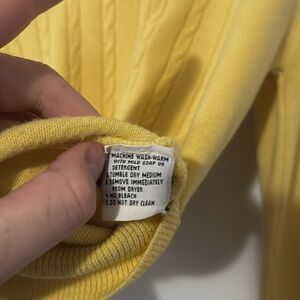 MACHINE WASH-WARM
WITH MILD SOAP OR
DETERGENT
TUMBLE DRY MEDIUM
REMOVE IMMEDIATELY
FROM DRYER
NO BLEACH
DO NOT DRY CLEAN